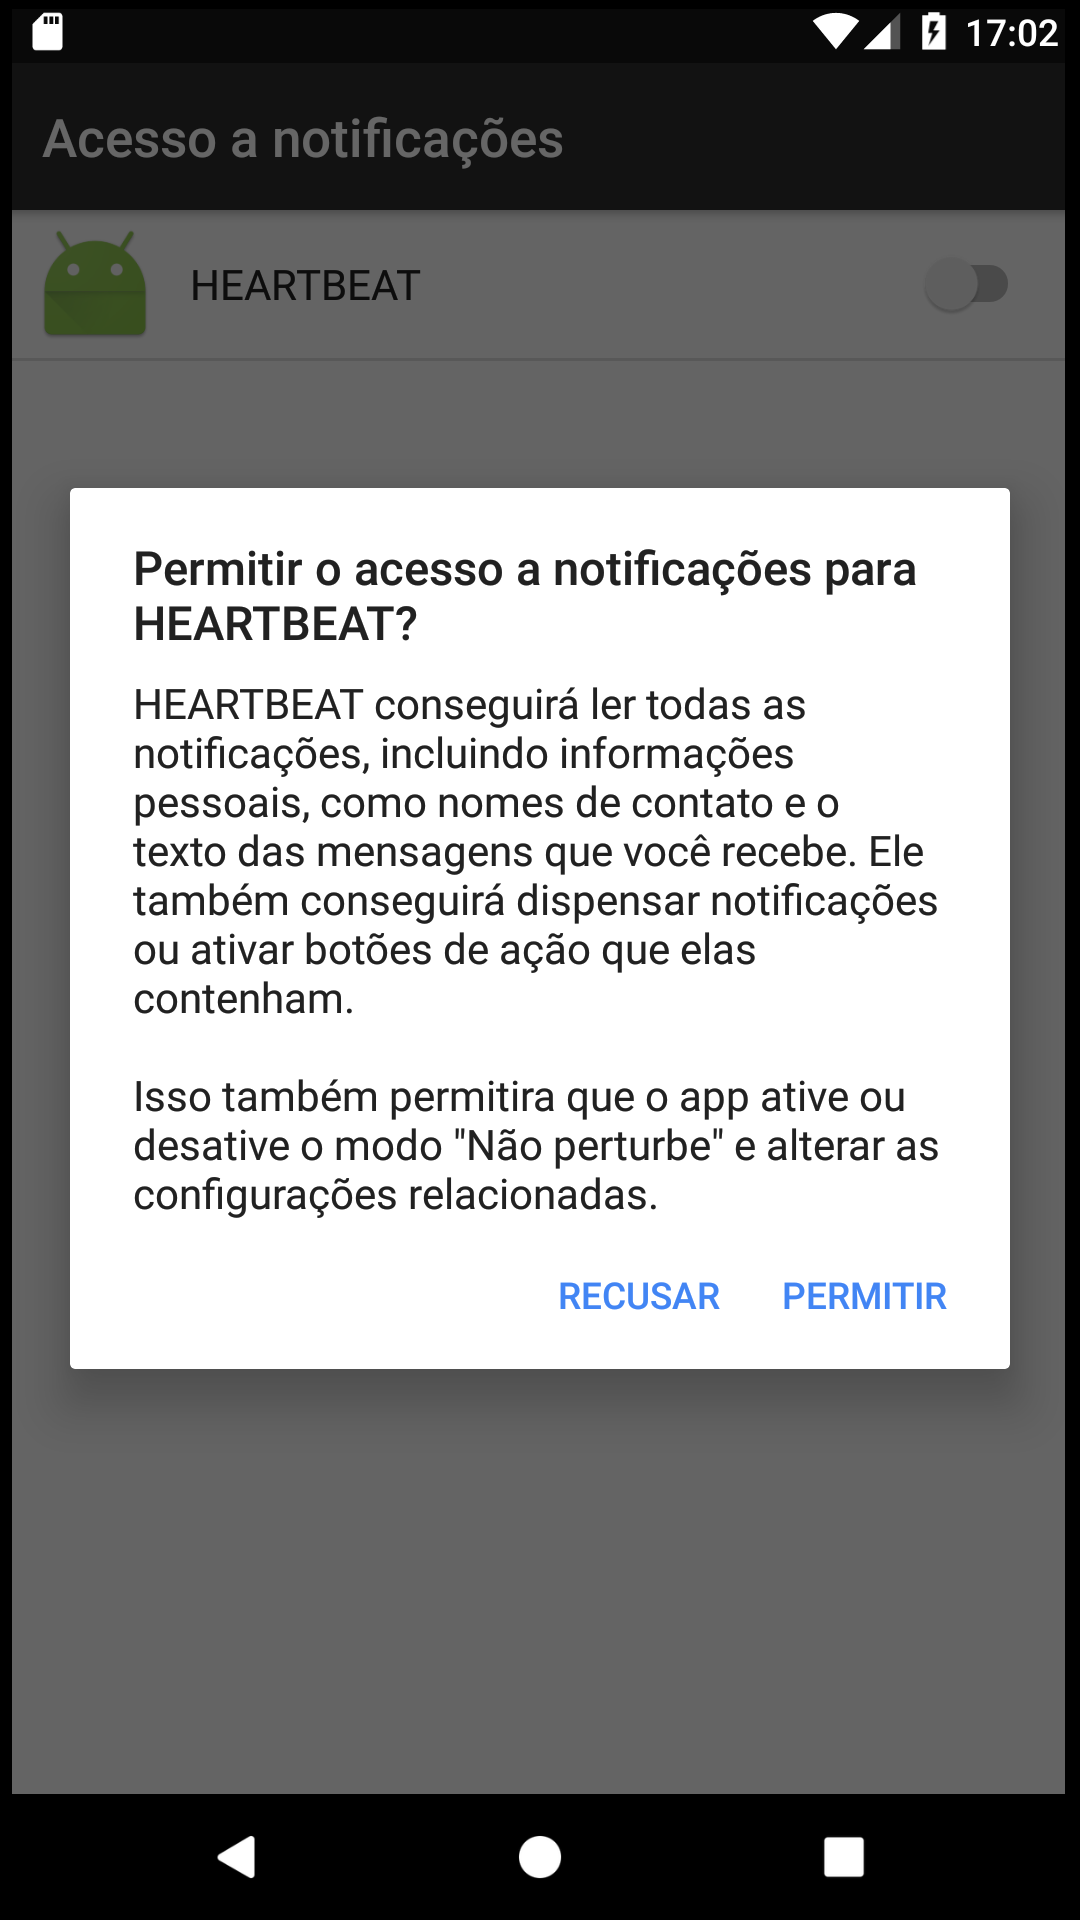 17:02
Acesso a notificações
HEARTBEAT
Permitir o acesso a notificações para
HEARTBEAT?
HEARTBEAT conseguirá ler todas as
notificações, incluindo informações
pessoais, como nomes de contato e o
texto das mensagens que você recebe. Ele
também conseguirá dispensar notificações
ou ativar botões de ação que elas
contenham.
Isso também permitira que o app ative ou
desative o modo "Não perturbe" e alterar as
configurações relacionadas.
RECUSAR PERMITIR